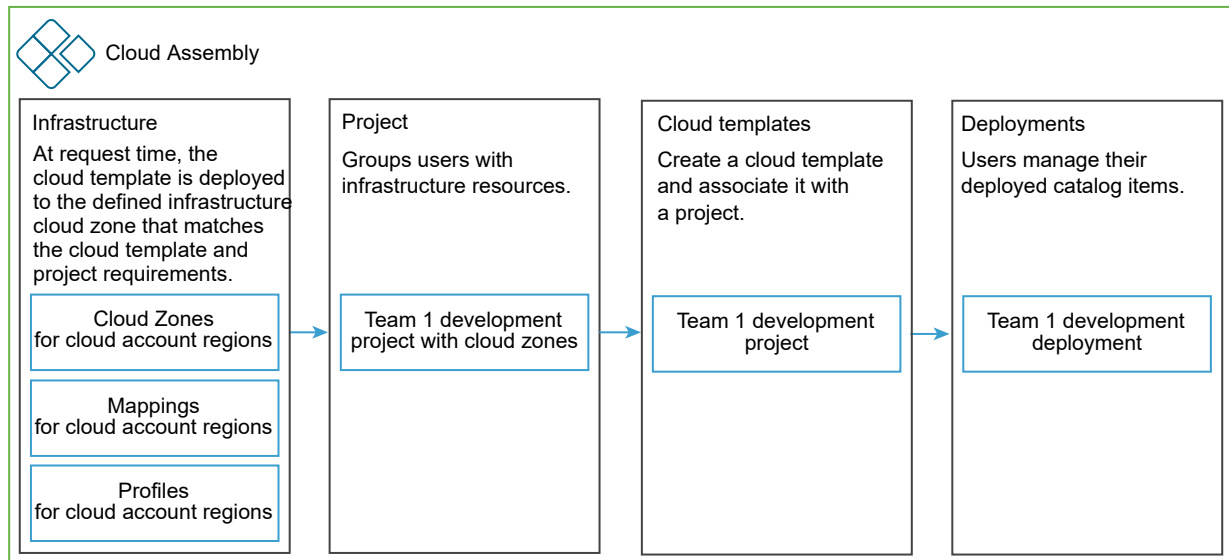 Cloud Assembly
Infrastructure
At request time, the
cloud template is deployed
to the defined infrastructure
cloud zone that matches
the cloud template and
project requirements.
Cloud Zones
for cloud account regions
Mappings
for cloud account regions
Profiles
for cloud account regions
Project
Groups users with
infrastructure resources.
Team 1 development
project with cloud zones
Cloud templates
Create a cloud template
and associate it with
a project.
Team 1 development
project
Deployments
Users manage their
deployed catalog items.
Team 1 development
deployment